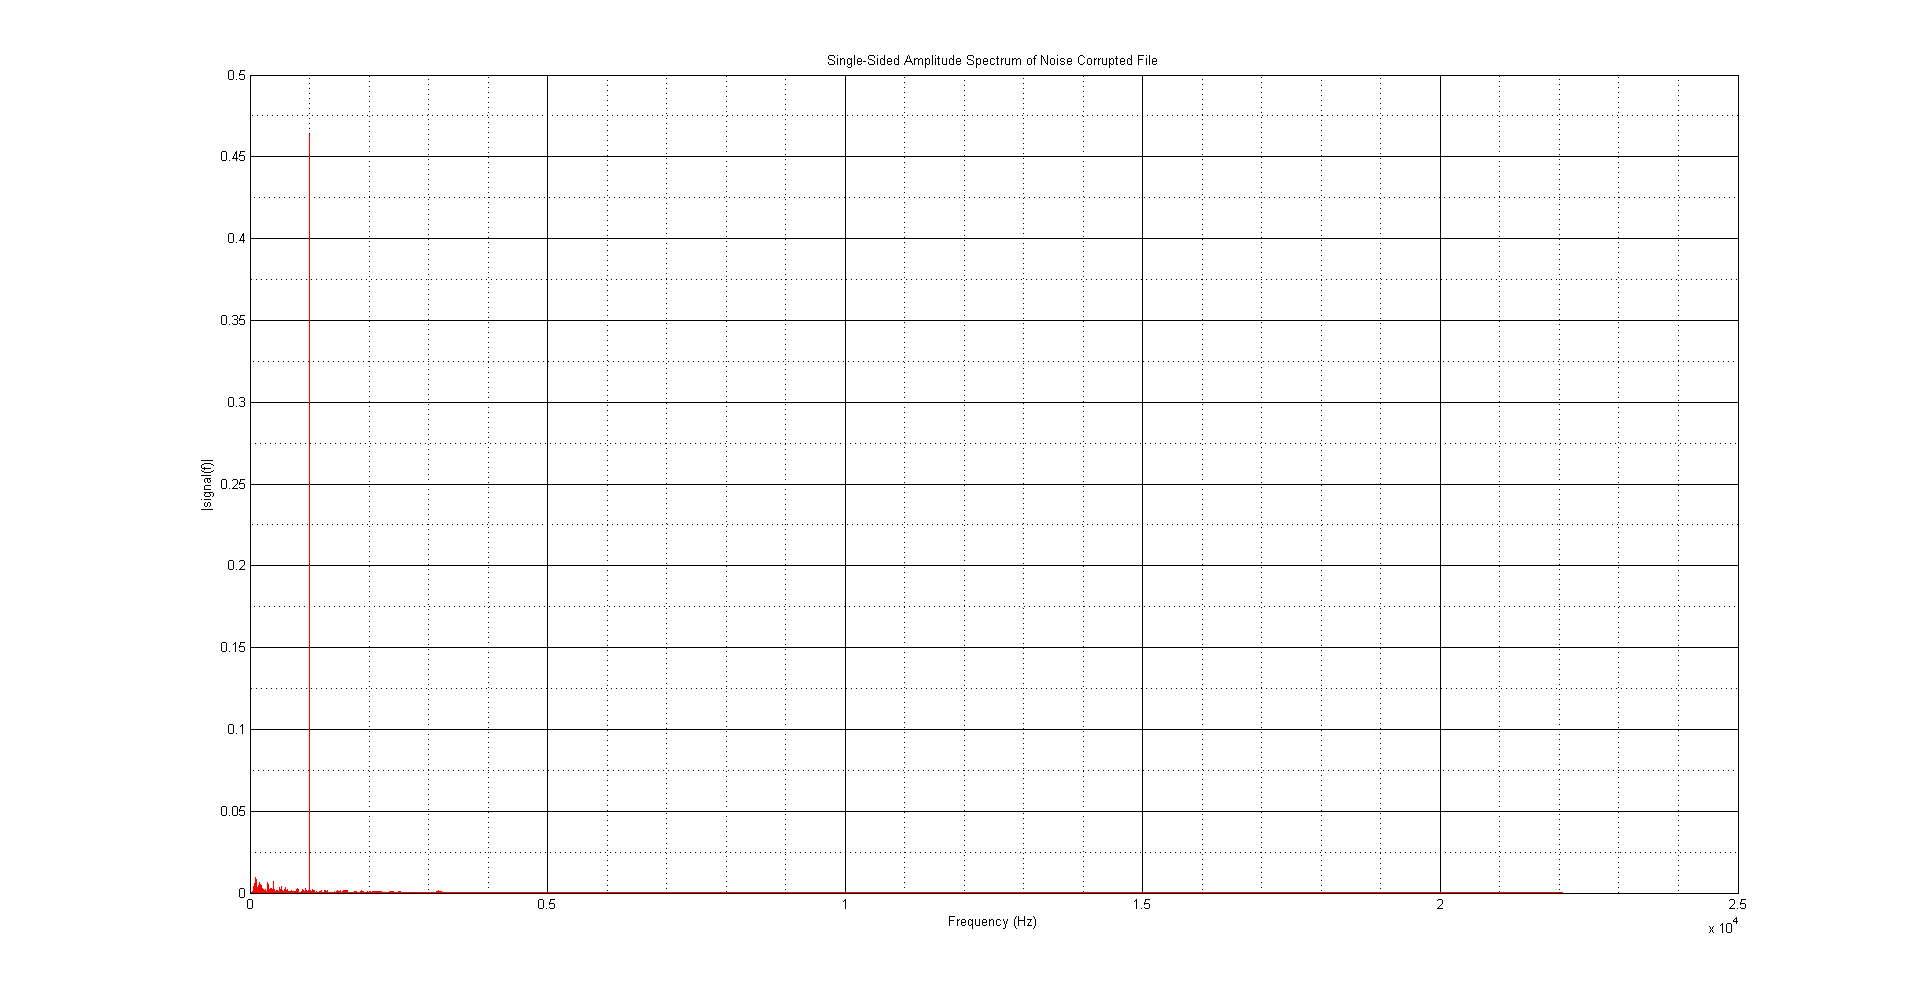 Single-Sided Amplitude Spectrum of Noise Corrupted File
0.5
0.45
0.4
0.35
0.3
0.25
0.2
0.15
0.1
0.05
0
|signal(f)|
0 0.5 1 1.5 2 2.5
Frequency (Hz)
x 10^4